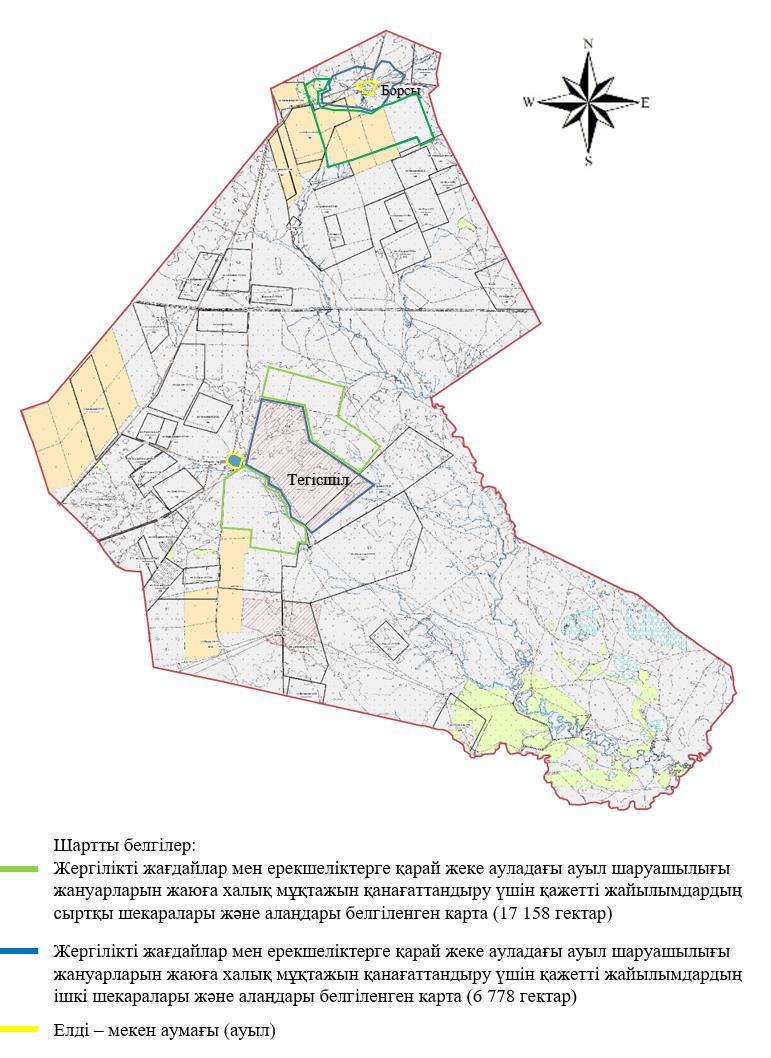 N
Борсы
W
E
S
Тегісшіл
Шартты белгілер:
Жергілікті жағдайлар мен ерекшеліктерге қарай жеке ауладағы ауыл шаруашылығы
жануарларын жаюға халық мұқтажын қанағаттандыру үшін қажетті жайылымдардың
сыртқы шекаралары және алаңдары белгіленген карта (17 158 гектар)
Жергілікті жағдайлар мен ерекшеліктерге қарай жеке ауладағы ауыл шаруашылығы
жануарларын жаюға халық мұқтажын қанағаттандыру үшін қажетті жайылымдардың
ішкі шекаралары және алаңдары белгіленген карта (6 778 гектар)
Елді – мекен аумағы (ауыл)